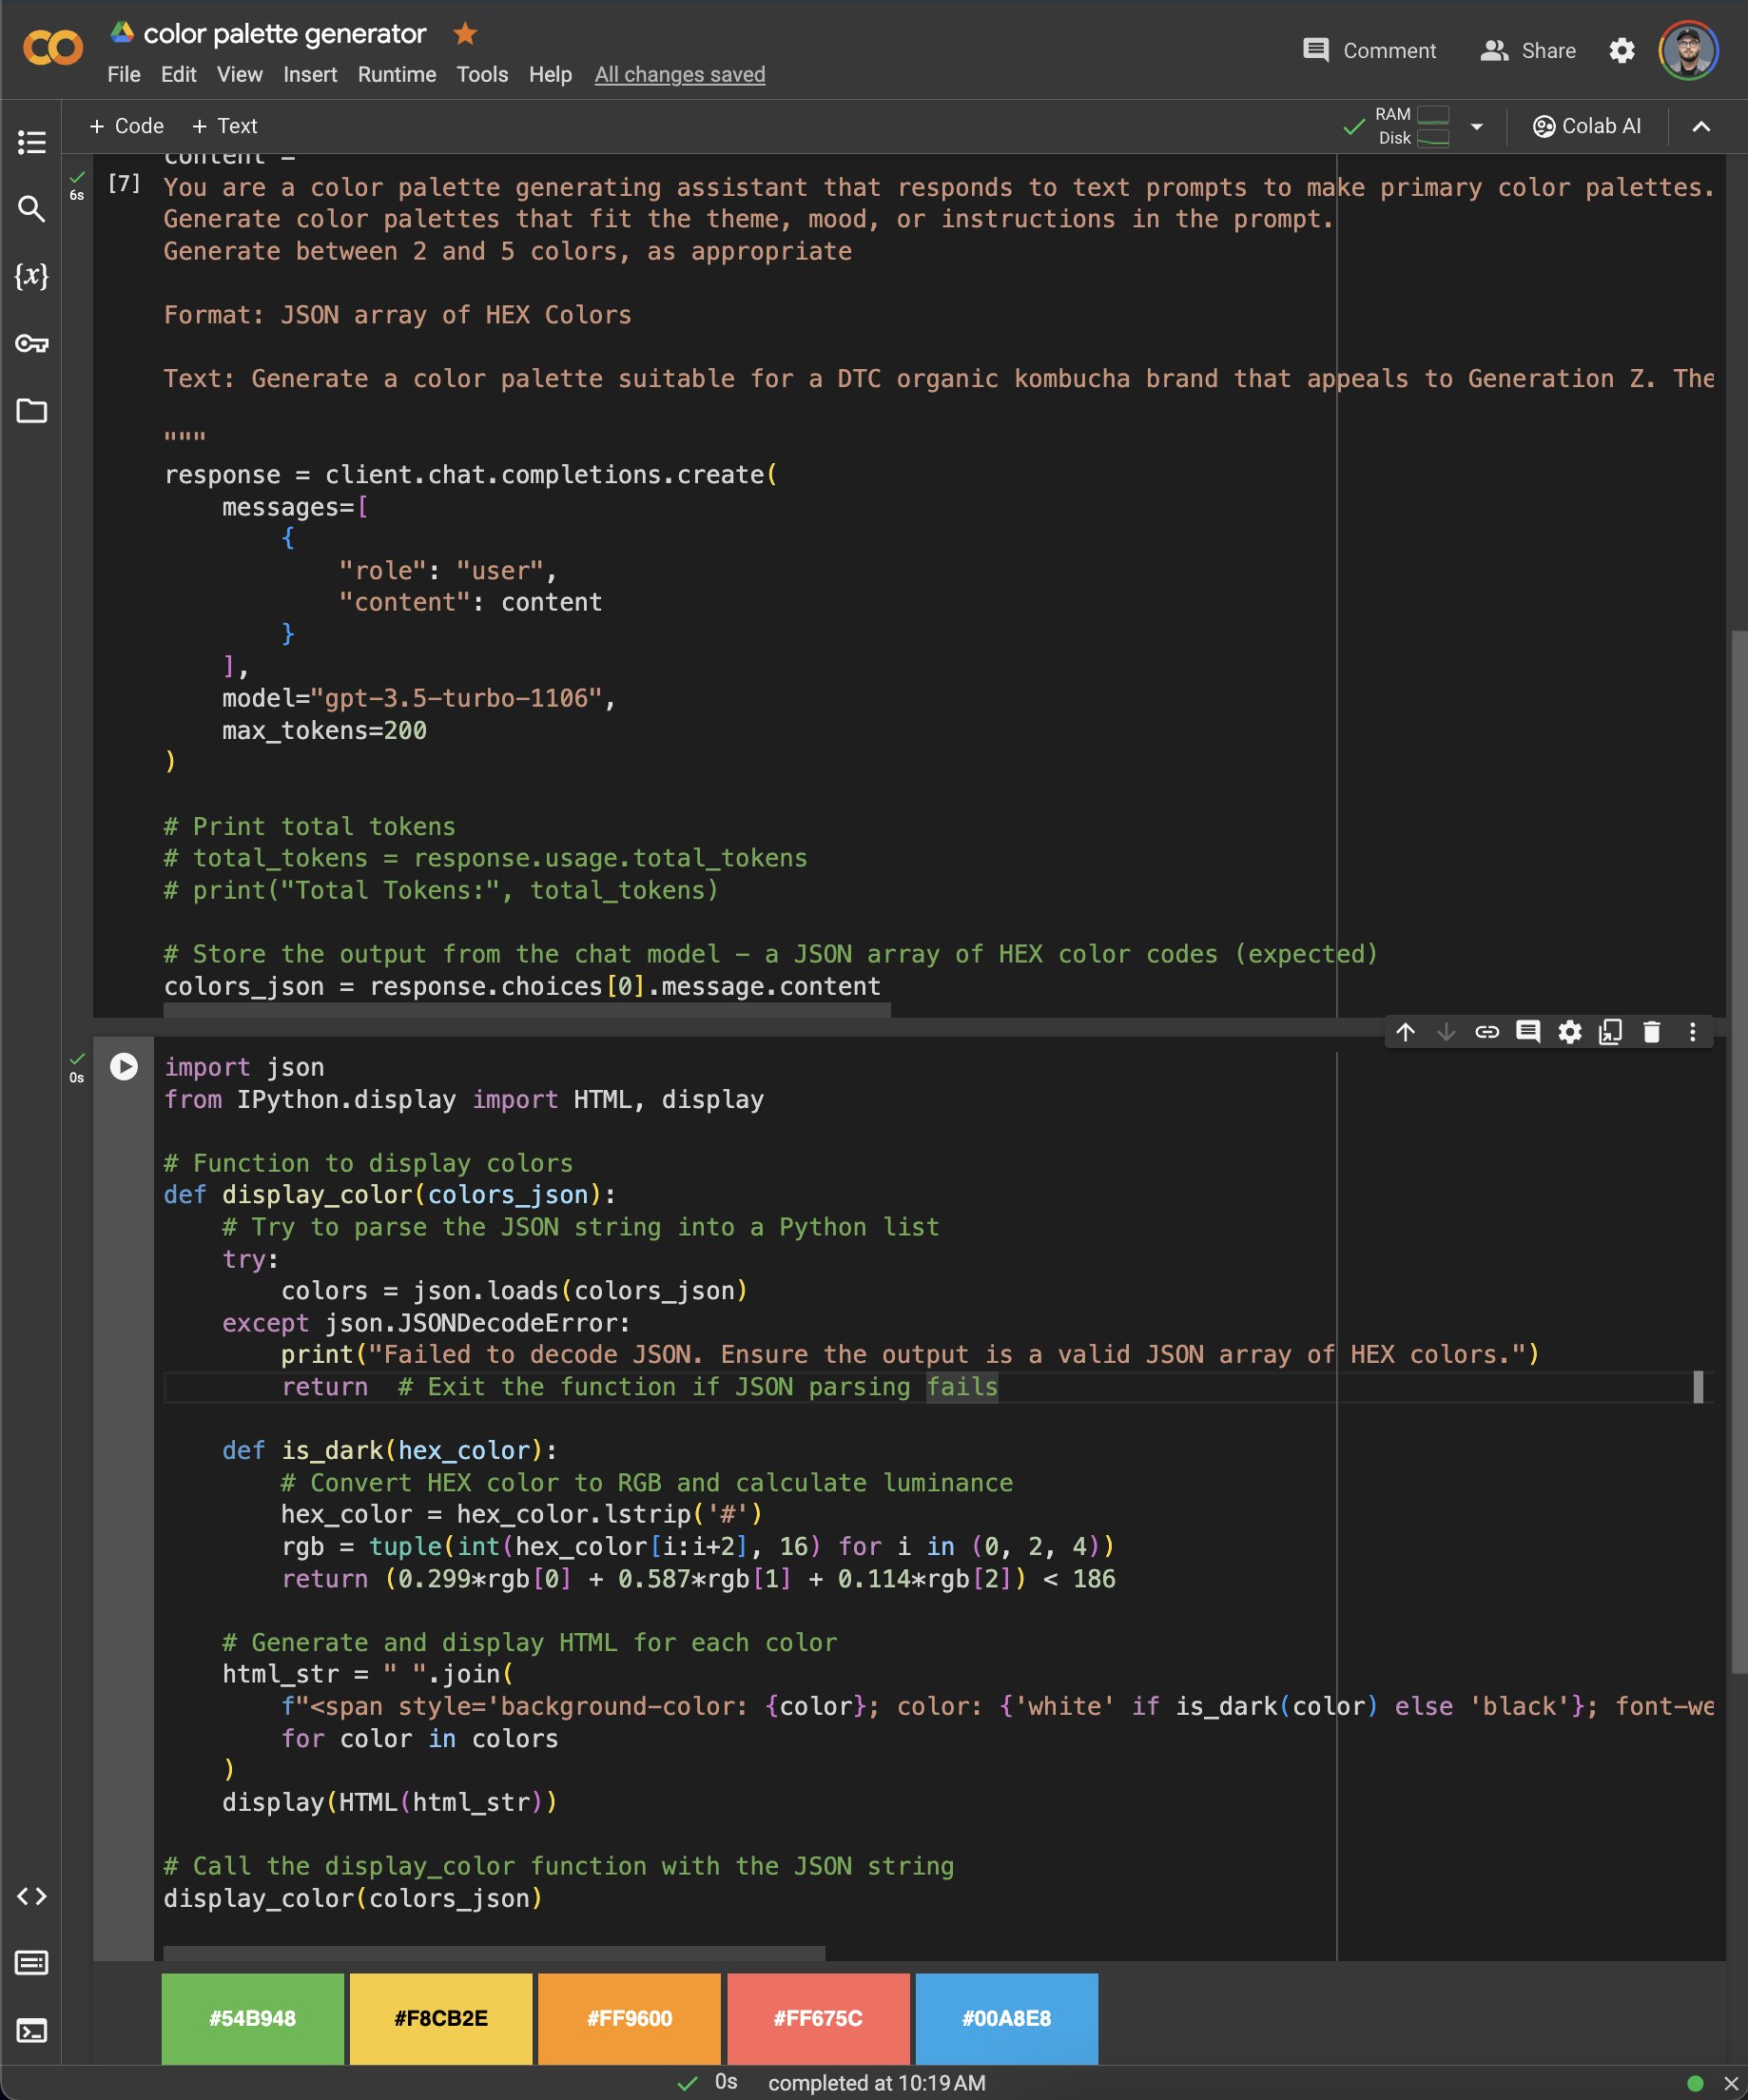 color palette generator
File Edit View Insert Runtime Tools Help All changes saved
Comment Share
+ Code + Text
RAM
Disk
Colab AI
content =
6s
[7]
You are a color palette generating assistant that responds to text prompts to make primary color palettes.
Generate color palettes that fit the theme, mood, or instructions in the prompt.
Generate between 2 and 5 colors, as appropriate
Format: JSON array of HEX Colors
Text: Generate a color palette suitable for a DTC organic kombucha brand that appeals to Generation Z. The
"""
response = client.chat.completions.create(
    messages=[
        {
            "role": "user",
            "content": content
        }
    ],
    model="gpt-3.5-turbo-1106",
    max_tokens=200
)
# Print total tokens
# total_tokens = response.usage.total_tokens
# print("Total Tokens:", total_tokens)
# Store the output from the chat model – a JSON array of HEX color codes (expected)
colors_json = response.choices[0].message.content
0s
import json
from IPython.display import HTML, display
# Function to display colors
def display_color(colors_json):
    # Try to parse the JSON string into a Python list
    try:
        colors = json.loads(colors_json)
    except json.JSONDecodeError:
        print("Failed to decode JSON. Ensure the output is a valid JSON array of HEX colors.")
        return  # Exit the function if JSON parsing fails
    def is_dark(hex_color):
        # Convert HEX color to RGB and calculate luminance
        hex_color = hex_color.lstrip('#')
        rgb = tuple(int(hex_color[i:i+2], 16) for i in (0, 2, 4))
        return (0.299*rgb[0] + 0.587*rgb[1] + 0.114*rgb[2]) < 186
    # Generate and display HTML for each color
    html_str = " ".join(
        f"<span style='background-color: {color}; color: {'white' if is_dark(color) else 'black'}; font-we
        for color in colors
    )
    display(HTML(html_str))
# Call the display_color function with the JSON string
display_color(colors_json)
#54B948 #F8CB2E #FF9600 #FF675C #00A8E8
0s completed at 10:19 AM